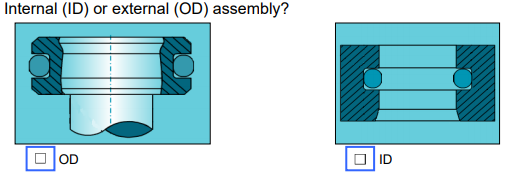 Internal (ID) or external (OD) assembly?
OD
ID